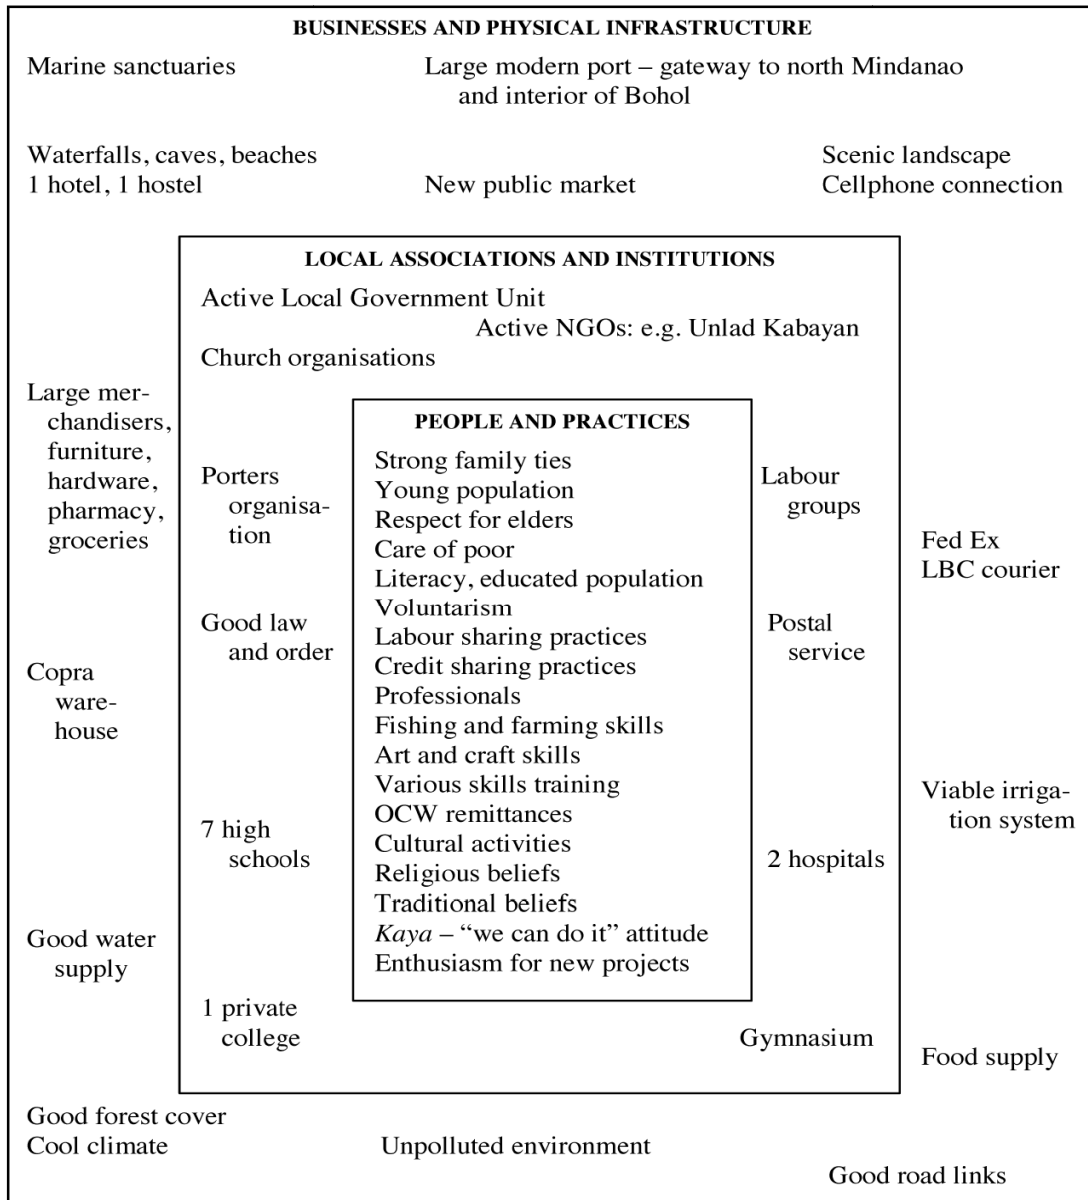 BUSINESSES AND PHYSICAL INFRASTRUCTURE
Marine sanctuaries
Large modern port – gateway to north Mindanao
and interior of Bohol
Waterfalls, caves, beaches
1 hotel, 1 hostel
New public market
Scenic landscape
Cellphone connection
LOCAL ASSOCIATIONS AND INSTITUTIONS
Active Local Government Unit
Active NGOs: e.g. Unlad Kabayan
Church organisations
Large mer-
chandisers,
furniture,
hardware,
pharmacy,
groceries
Copra
ware-
house
Good water
supply
Porters
organisa-
tion
Good law
and order
7 high
schools
1 private
college
PEOPLE AND PRACTICES
Strong family ties
Young population
Respect for elders
Care of poor
Literacy, educated population
Voluntarism
Labour sharing practices
Credit sharing practices
Professionals
Fishing and farming skills
Art and craft skills
Various skills training
OCW remittances
Cultural activities
Religious beliefs
Traditional beliefs
Kaya – “we can do it” attitude
Enthusiasm for new projects
Labour
groups
Postal
service
2 hospitals
Gymnasium
Fed Ex
LBC courier
Viable irriga-
tion system
Food supply
Good forest cover
Cool climate
Unpolluted environment
Good road links